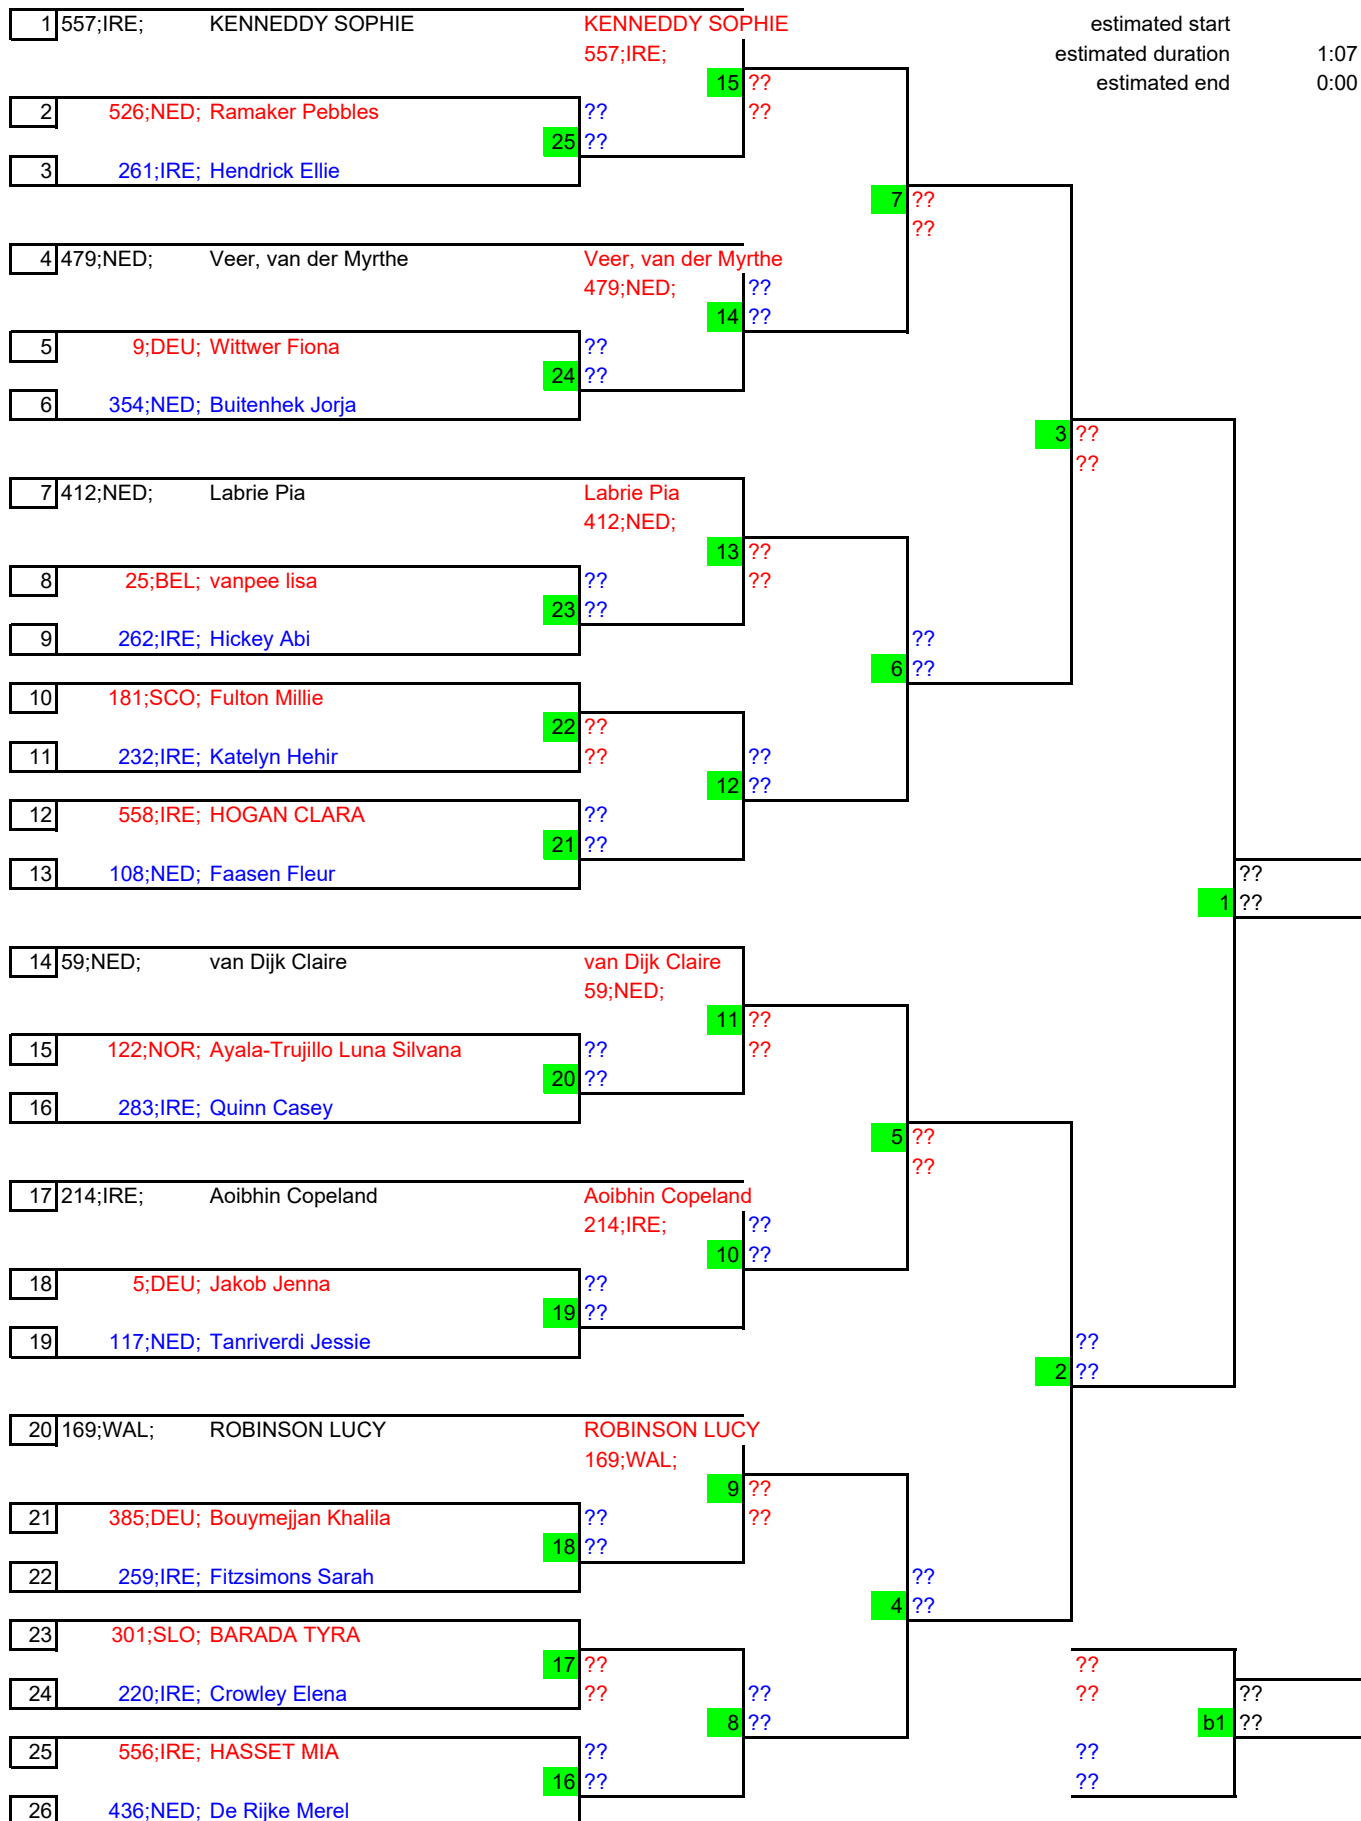 1 557;IRE; KENNEDDY SOPHIE KENNEDDY SOPHIE estimated start
557;IRE; estimated duration 1:07
15 ?? estimated end 0:00
2 526;NED; Ramaker Pebbles ?? ??
25 ??
3 261;IRE; Hendrick Ellie
7 ??
??
4 479;NED; Veer, van der Myrthe Veer, van der Myrthe
479;NED; ??
14 ??
5 9;DEU; Wittwer Fiona ??
24 ??
6 354;NED; Buitenhek Jorja
3 ??
??
7 412;NED; Labrie Pia Labrie Pia
412;NED;
13 ??
8 25;BEL; vanpee lisa ?? ??
23 ??
9 262;IRE; Hickey Abi ??
6 ??
10 181;SCO; Fulton Millie
22 ??
11 232;IRE; Katelyn Hehir ?? ??
12 ??
12 558;IRE; HOGAN CLARA ??
21 ??
13 108;NED; Faasen Fleur ??
1 ??
14 59;NED; van Dijk Claire van Dijk Claire
59;NED;
11 ??
15 122;NOR; Ayala-Trujillo Luna Silvana ?? ??
20 ??
16 283;IRE; Quinn Casey
5 ??
??
17 214;IRE; Aoibhin Copeland Aoibhin Copeland
214;IRE; ??
10 ??
18 5;DEU; Jakob Jenna ??
19 ??
19 117;NED; Tanriverdi Jessie ??
2 ??
20 169;WAL; ROBINSON LUCY ROBINSON LUCY
169;WAL;
9 ??
21 385;DEU; Bouymejjan Khalila ?? ??
18 ??
22 259;IRE; Fitzsimons Sarah ??
4 ??
23 301;SLO; BARADA TYRA
17 ?? ??
24 220;IRE; Crowley Elena ?? ?? ?? ??
8 ?? b1 ??
25 556;IRE; HASSET MIA ?? ??
16 ?? ??
26 436;NED; De Rijke Merel